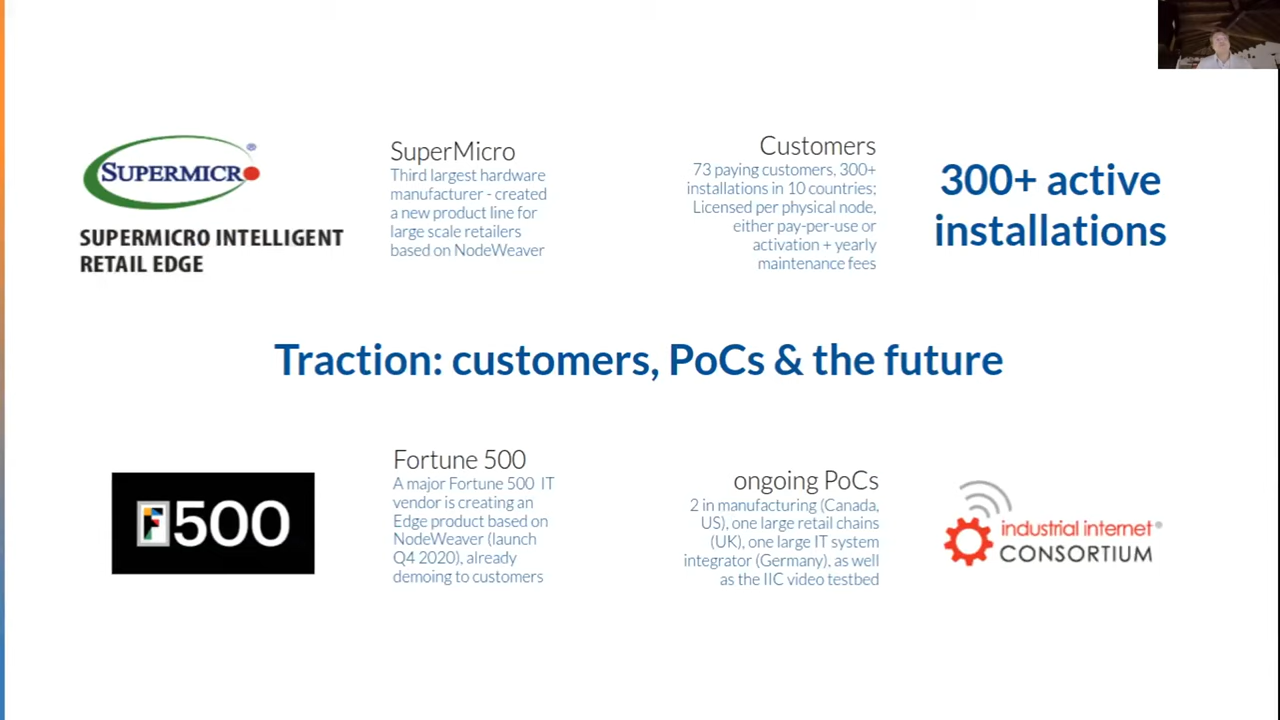 SUPERMICRO
®
SUPERMICRO INTELLIGENT
RETAIL EDGE
SuperMicro
Third largest hardware
manufacturer - created
a new product line for
large scale retailers
based on NodeWeaver
Customers
73 paying customers, 300+
installations in 10 countries;
Licensed per physical node,
either pay-per-use or
activation + yearly
maintenance fees
300+ active
installations
Traction: customers, PoCs & the future
F500
Fortune 500
A major Fortune 500 IT
vendor is creating an
Edge product based on
NodeWeaver (launch
Q4 2020), already
demoing to customers
ongoing PoCs
2 in manufacturing (Canada,
US), one large retail chains
(UK), one large IT system
integrator (Germany), as well
as the IIC video testbed
industrial internet®
CONSORTIUM